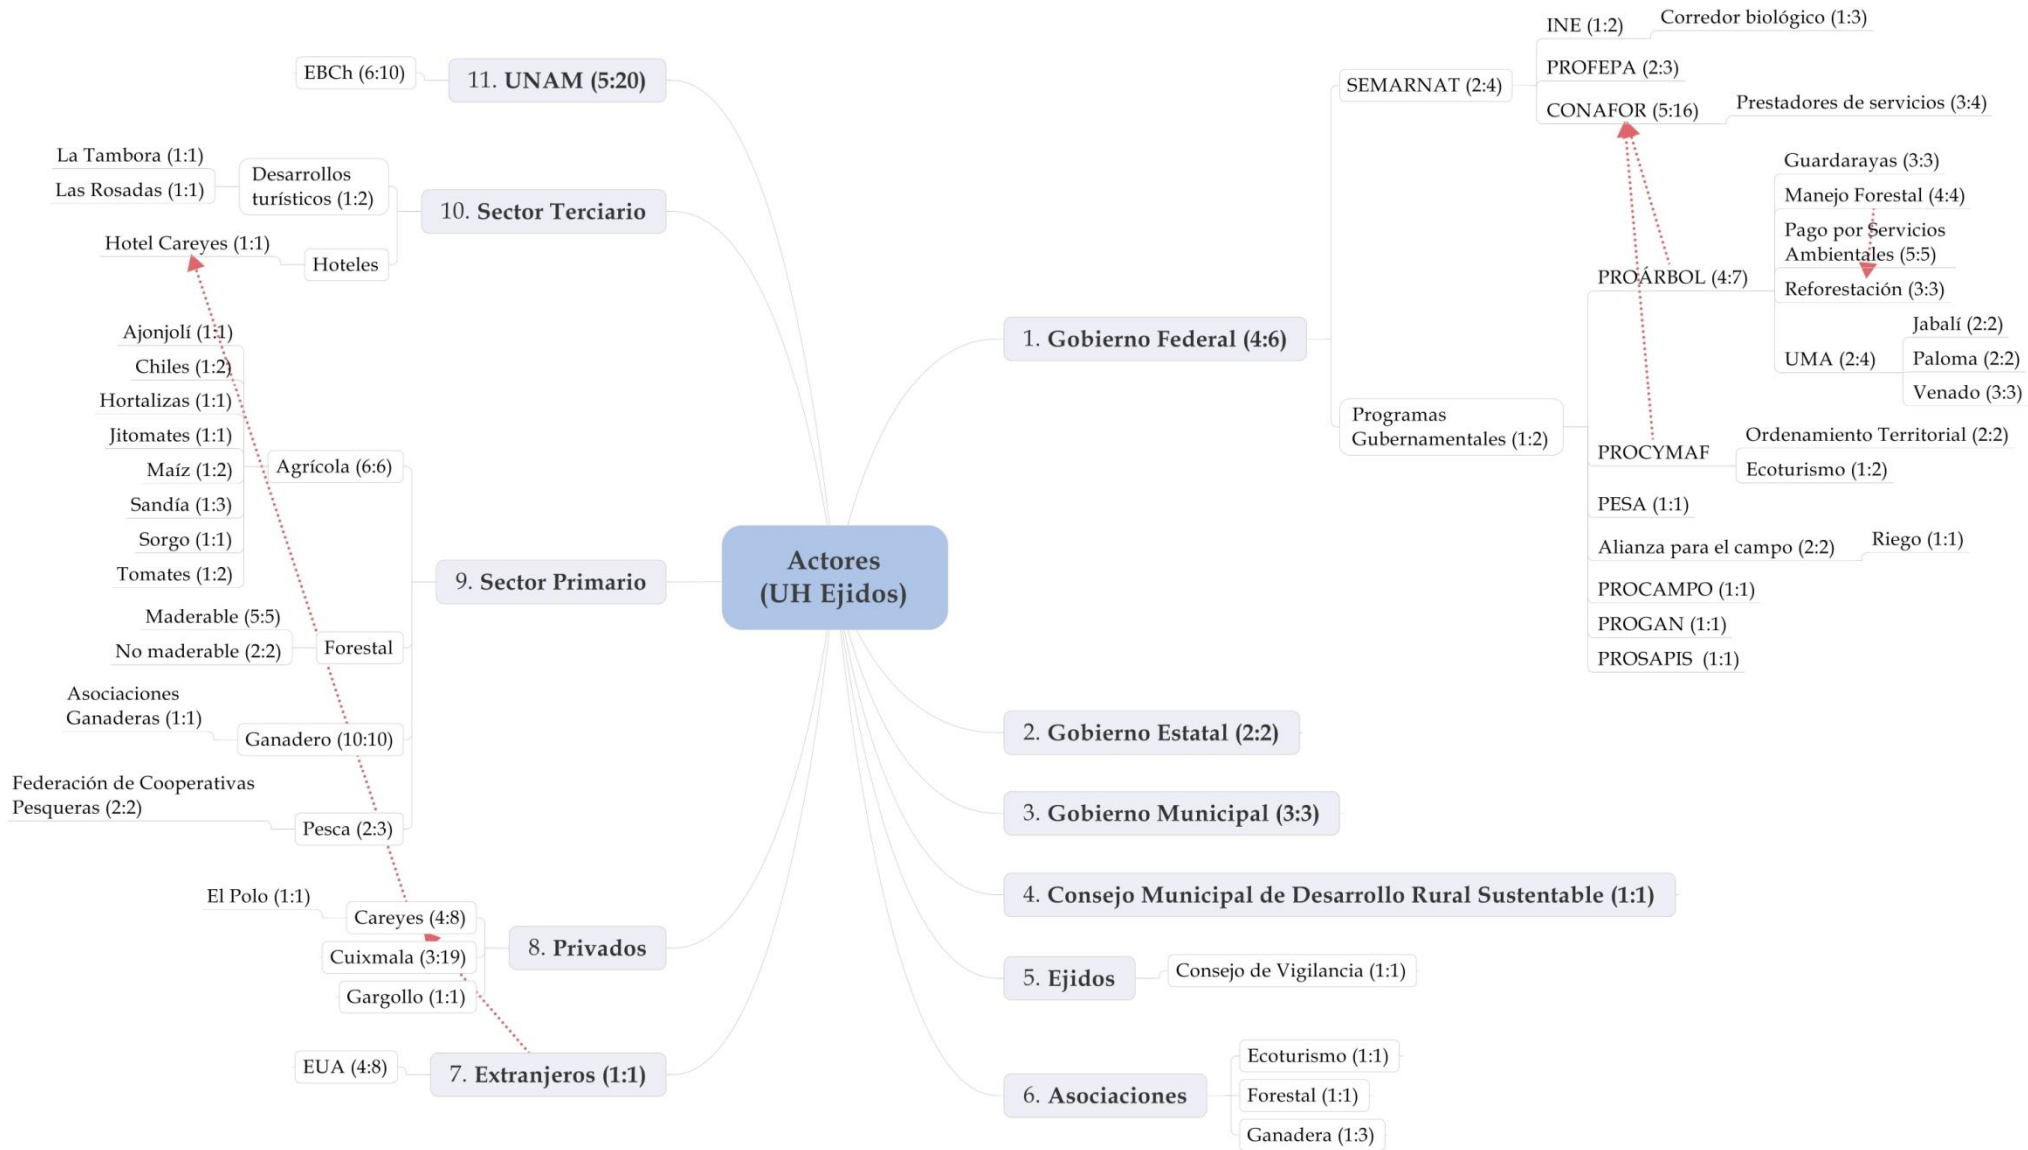 Actores
(UH Ejidos)
1. Gobierno Federal (4:6)
SEMARNAT (2:4)
INE (1:2)
Corredor biológico (1:3)
PROFEPA (2:3)
CONAFOR (5:16)
Prestadores de servicios (3:4)
Programas
Gubernamentales (1:2)
PROÁRBOL (4:7)
Guardarayas (3:3)
Manejo Forestal (4:4)
Pago por Servicios
Ambientales (5:5)
Reforestación (3:3)
UMA (2:4)
Jabalí (2:2)
Paloma (2:2)
Venado (3:3)
PROCYMAF
Ordenamiento Territorial (2:2)
Ecoturismo (1:2)
PESA (1:1)
Alianza para el campo (2:2)
Riego (1:1)
PROCAMPO (1:1)
PROGAN (1:1)
PROSAPIS (1:1)
2. Gobierno Estatal (2:2)
3. Gobierno Municipal (3:3)
4. Consejo Municipal de Desarrollo Rural Sustentable (1:1)
5. Ejidos
Consejo de Vigilancia (1:1)
6. Asociaciones
Ecoturismo (1:1)
Forestal (1:1)
Ganadera (1:3)
7. Extranjeros (1:1)
EUA (4:8)
8. Privados
Careyes (4:8)
El Polo (1:1)
Cuixmala (3:19)
Gargollo (1:1)
9. Sector Primario
Agrícola (6:6)
Ajonjolí (1:1)
Chiles (1:2)
Hortalizas (1:1)
Jitomates (1:1)
Maíz (1:2)
Sandía (1:3)
Sorgo (1:1)
Tomates (1:2)
Forestal
Maderable (5:5)
No maderable (2:2)
Ganadero (10:10)
Asociaciones
Ganaderas (1:1)
Pesca (2:3)
Federación de Cooperativas
Pesqueras (2:2)
10. Sector Terciario
Desarrollos
turísticos (1:2)
La Tambora (1:1)
Las Rosadas (1:1)
Hoteles
Hotel Careyes (1:1)
11. UNAM (5:20)
EBCh (6:10)